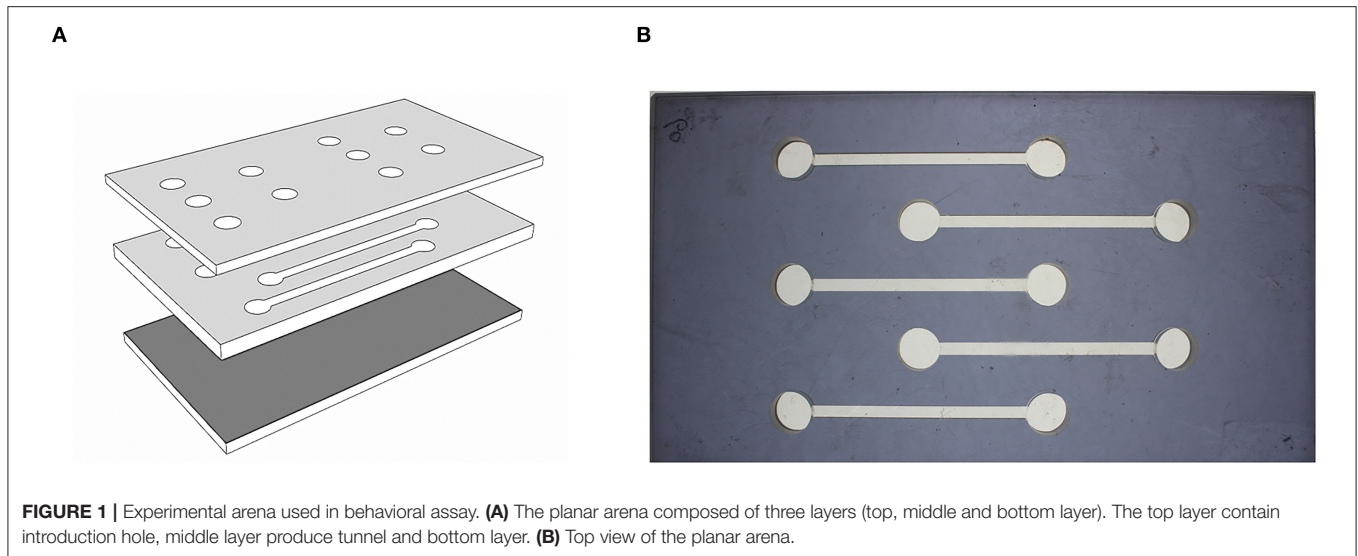 A
B
FIGURE 1 | Experimental arena used in behavioral assay. (A) The planar arena composed of three layers (top, middle and bottom layer). The top layer contain
introduction hole, middle layer produce tunnel and bottom layer. (B) Top view of the planar arena.